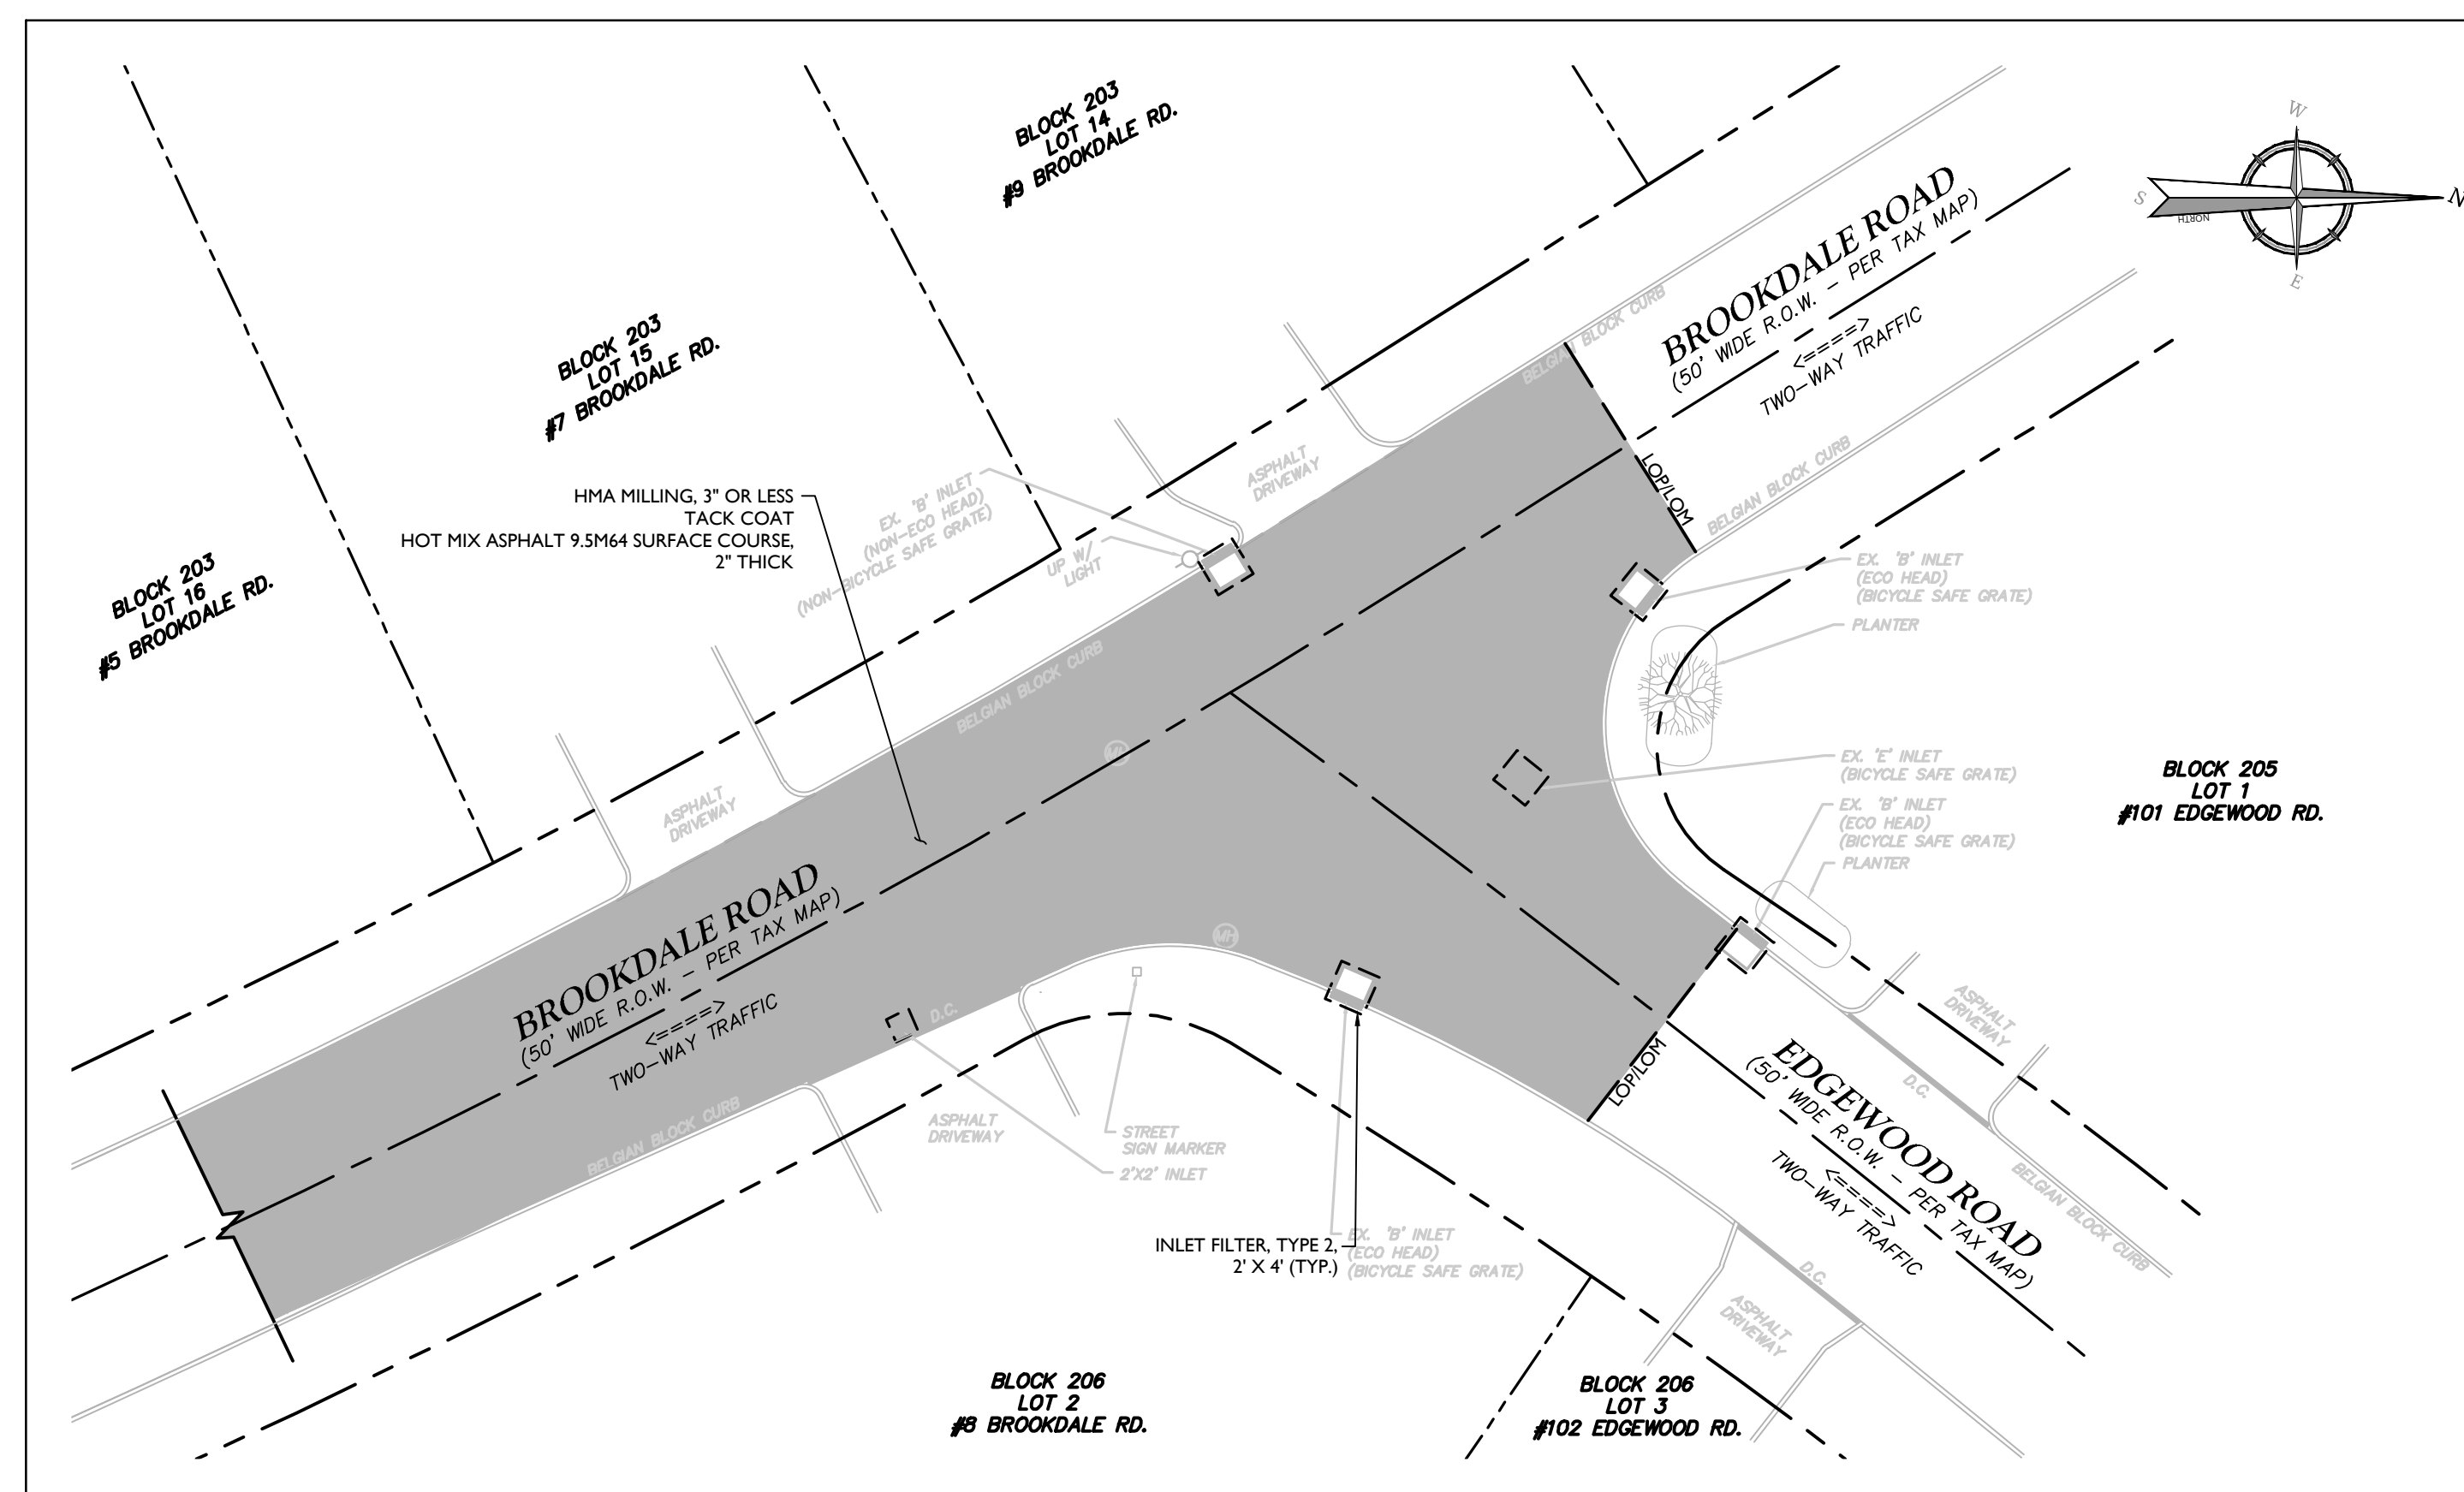 BLOCK 203
LOT 14
#9 BROOKDALE RD.
W
S
N
NORTH
E
BROOKDALE ROAD
(50' WIDE R.O.W. - PER TAX MAP)
<====>
TWO-WAY TRAFFIC
BELGIAN BLOCK CURB
BLOCK 203
LOT 15
#7 BROOKDALE RD.
HMA MILLING, 3" OR LESS
TACK COAT
HOT MIX ASPHALT 9.5M64 SURFACE COURSE,
2" THICK
EX. 'B' INLET
(NON-ECO HEAD)
(NON-BICYCLE SAFE GRATE)
UP W/
LIGHT
ASPHALT
DRIVEWAY
LOP/LOM
BELGIAN BLOCK CURB
EX. 'B' INLET
(ECO HEAD)
(BICYCLE SAFE GRATE)
PLANTER
BLOCK 203
LOT 16
#5 BROOKDALE RD.
BELGIAN BLOCK CURB
MH
EX. 'E' INLET
(BICYCLE SAFE GRATE)
EX. 'B' INLET
(ECO HEAD)
(BICYCLE SAFE GRATE)
PLANTER
BLOCK 205
LOT 1
#101 EDGEWOOD RD.
ASPHALT
DRIVEWAY
BROOKDALE ROAD
(50' WIDE R.O.W. - PER TAX MAP)
<====>
TWO-WAY TRAFFIC
MH
D.C.
BELGIAN BLOCK CURB
ASPHALT
DRIVEWAY
STREET
SIGN MARKER
2'X2' INLET
LOP/LOM
ASPHALT
DRIVEWAY
D.C.
EDGEWOOD ROAD
(50' WIDE R.O.W. - PER TAX MAP)
<====>
TWO-WAY TRAFFIC
BELGIAN BLOCK CURB
INLET FILTER, TYPE 2,
2' X 4' (TYP.)
EX. 'B' INLET
(ECO HEAD)
(BICYCLE SAFE GRATE)
D.C.
ASPHALT
DRIVEWAY
BLOCK 206
LOT 2
#8 BROOKDALE RD.
BLOCK 206
LOT 3
#102 EDGEWOOD RD.